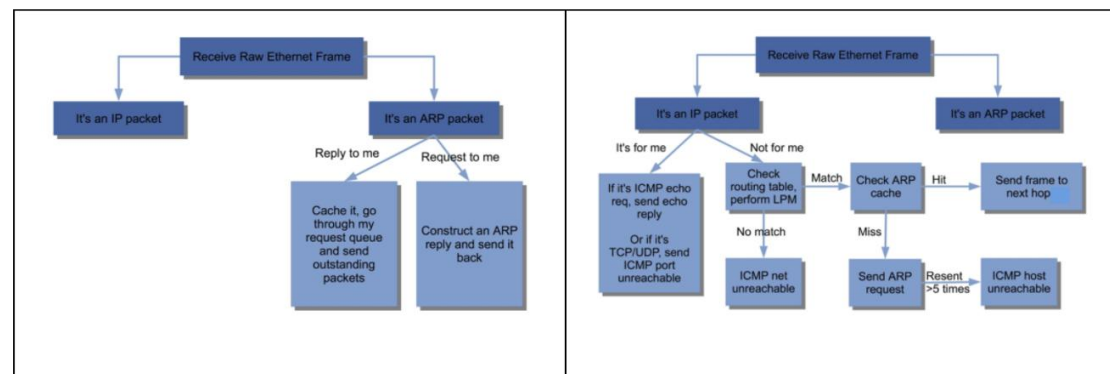 Receive Raw Ethernet Frame
It's an IP packet
It's an ARP packet
Reply to me
Request to me
Cache it, go
through my
request queue
and send
outstanding
packets
Construct an ARP
reply and send it
back
Receive Raw Ethernet Frame
It's an IP packet
It's an ARP packet
It's for me
Not for me
If it's ICMP echo
req, send echo
reply
Or if it's
TCP/UDP, send
ICMP port
unreachable
Check
routing table,
perform LPM
Match
Check ARP
cache
Hit
Send frame to
next hop
No match
Miss
ICMP net
unreachable
Send ARP
request
Resent
>5 times
ICMP host
unreachable